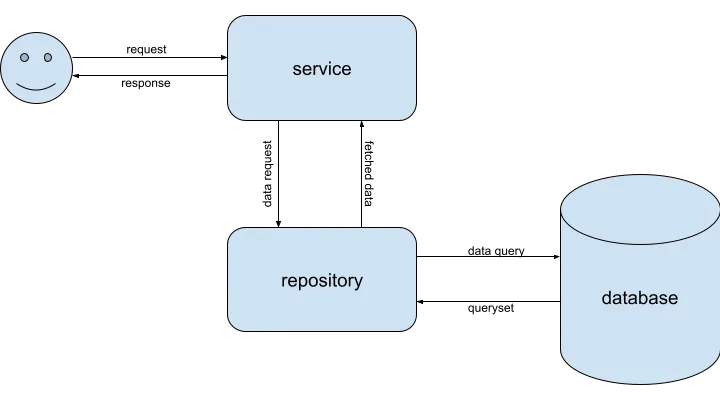 request
service
response
data request
fetched data
repository
data query
database
queryset